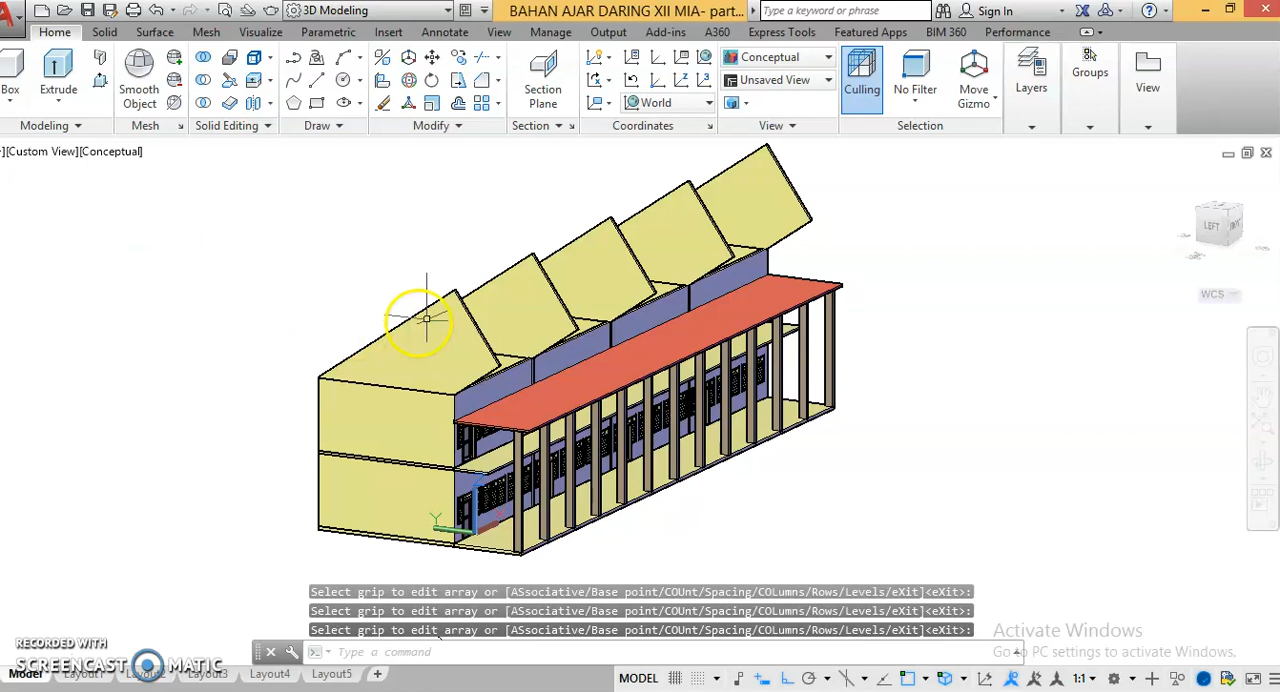 3D Modeling
BAHAN AJAR DARING XII MIA- part...
Type a keyword or phrase
Sign In
Home Solid Surface Mesh Visualize Parametric Insert Annotate View Manage Output Add-ins A360 Express Tools Featured Apps BIM 360 Performance
Box
Extrude
Smooth
Object
Section
Plane
Conceptual
Unsaved View
World
Culling
No Filter
Move
Gizmo
Layers
Groups
View
Modeling Mesh Solid Editing Draw Modify Section Coordinates View Selection
][Custom View][Conceptual]
LEFT
WCS
Y
Select grip to edit array or [ASsociative/Base point/COUnt/Spacing/COLumns/Rows/Levels/eXit]<eXit>:
Select grip to edit array or [ASsociative/Base point/COUnt/Spacing/COLumns/Rows/Levels/eXit]<eXit>:
Select grip to edit array or [ASsociative/Base point/COUnt/Spacing/COLumns/Rows/Levels/eXit]<eXit>:
Activate Windows
Go to PC settings to activate Windows.
Type a command
RECORDED WITH
SCREENCAST MATIC
Model Layout1 Layout2 Layout3 Layout4 Layout5 +
MODEL
1:1